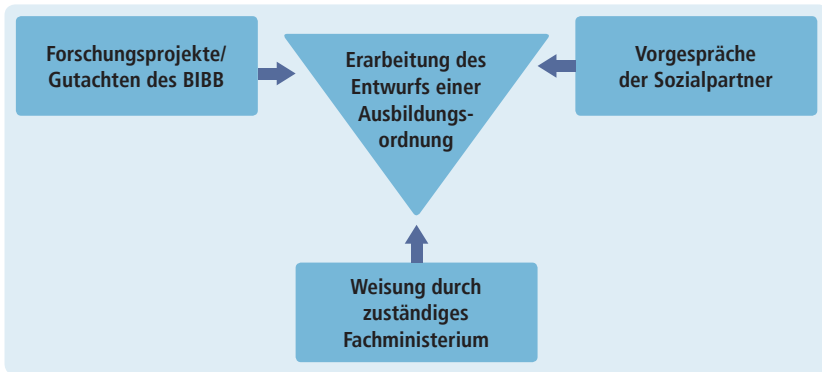 Forschungsprojekte/
Gutachten des BIBB
Erarbeitung des
Entwurfs einer
Ausbildungs-
ordnung
Vorgespräche
der Sozialpartner
Weisung durch
zuständiges
Fachministerium